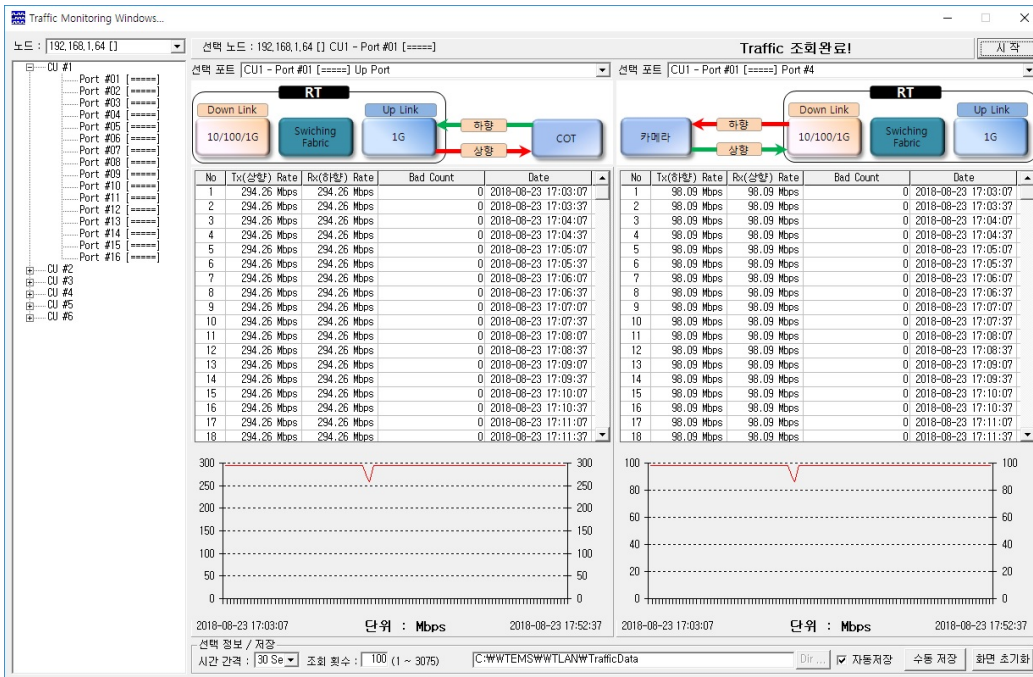 Traffic Monitoring Windows...
노드 : 192,168,1,64 [] 선택 노드 : 192,168,1,64 [] CU1 - Port #01 [=====] Traffic 조회완료! 시 작
CU #1
Port #01 [=====]
Port #02 [=====]
Port #03 [=====]
Port #04 [=====]
Port #05 [=====]
Port #06 [=====]
Port #07 [=====]
Port #08 [=====]
Port #09 [=====]
Port #10 [=====]
Port #11 [=====]
Port #12 [=====]
Port #13 [=====]
Port #14 [=====]
Port #15 [=====]
Port #16 [=====]
CU #2
CU #3
CU #4
CU #5
CU #6
선택 포트 CU1 - Port #01 [=====] Up Port
RT
Down Link Up Link
10/100/1G Swiching Fabric 1G 하향 상향 COT
No Tx(상향) Rate Rx(하향) Rate Bad Count Date
1 294.26 Mbps 294.26 Mbps 0 2018-08-23 17:03:07
2 294.26 Mbps 294.26 Mbps 0 2018-08-23 17:03:37
3 294.26 Mbps 294.26 Mbps 0 2018-08-23 17:04:07
4 294.26 Mbps 294.26 Mbps 0 2018-08-23 17:04:37
5 294.26 Mbps 294.26 Mbps 0 2018-08-23 17:05:07
6 294.26 Mbps 294.26 Mbps 0 2018-08-23 17:05:37
7 294.26 Mbps 294.26 Mbps 0 2018-08-23 17:06:07
8 294.26 Mbps 294.26 Mbps 0 2018-08-23 17:06:37
9 294.26 Mbps 294.26 Mbps 0 2018-08-23 17:07:07
10 294.26 Mbps 294.26 Mbps 0 2018-08-23 17:07:37
11 294.26 Mbps 294.26 Mbps 0 2018-08-23 17:08:07
12 294.26 Mbps 294.26 Mbps 0 2018-08-23 17:08:37
13 294.26 Mbps 294.26 Mbps 0 2018-08-23 17:09:07
14 294.26 Mbps 294.26 Mbps 0 2018-08-23 17:09:37
15 294.26 Mbps 294.26 Mbps 0 2018-08-23 17:10:07
16 294.26 Mbps 294.26 Mbps 0 2018-08-23 17:10:37
17 294.26 Mbps 294.26 Mbps 0 2018-08-23 17:11:07
18 294.26 Mbps 294.26 Mbps 0 2018-08-23 17:11:37
300 300
250 250
200 200
150 150
100 100
50 50
0 0
2018-08-23 17:03:07 단위 : Mbps 2018-08-23 17:52:37
선택 포트 CU1 - Port #01 [=====] Port #4
RT
Down Link Up Link
카메라 하향 상향 10/100/1G Swiching Fabric 1G
No Tx(하향) Rate Rx(상향) Rate Bad Count Date
1 98.09 Mbps 98.09 Mbps 0 2018-08-23 17:03:07
2 98.09 Mbps 98.09 Mbps 0 2018-08-23 17:03:37
3 98.09 Mbps 98.09 Mbps 0 2018-08-23 17:04:07
4 98.09 Mbps 98.09 Mbps 0 2018-08-23 17:04:37
5 98.09 Mbps 98.09 Mbps 0 2018-08-23 17:05:07
6 98.09 Mbps 98.09 Mbps 0 2018-08-23 17:05:37
7 98.09 Mbps 98.09 Mbps 0 2018-08-23 17:06:07
8 98.09 Mbps 98.09 Mbps 0 2018-08-23 17:06:37
9 98.09 Mbps 98.09 Mbps 0 2018-08-23 17:07:07
10 98.09 Mbps 98.09 Mbps 0 2018-08-23 17:07:37
11 98.09 Mbps 98.09 Mbps 0 2018-08-23 17:08:07
12 98.09 Mbps 98.09 Mbps 0 2018-08-23 17:08:37
13 98.09 Mbps 98.09 Mbps 0 2018-08-23 17:09:07
14 98.09 Mbps 98.09 Mbps 0 2018-08-23 17:09:37
15 98.09 Mbps 98.09 Mbps 0 2018-08-23 17:10:07
16 98.09 Mbps 98.09 Mbps 0 2018-08-23 17:10:37
17 98.09 Mbps 98.09 Mbps 0 2018-08-23 17:11:07
18 98.09 Mbps 98.09 Mbps 0 2018-08-23 17:11:37
100 100
80 80
60 60
40 40
20 20
0 0
2018-08-23 17:03:07 단위 : Mbps 2018-08-23 17:52:37
선택 정보 / 저장
시간 간격 : 30 Se 조회 횟수 : 100 (1 ~ 3075) C:₩WTEMS₩WTLAN₩TrafficData Dir ... 자동저장 수동 저장 화면 초기화